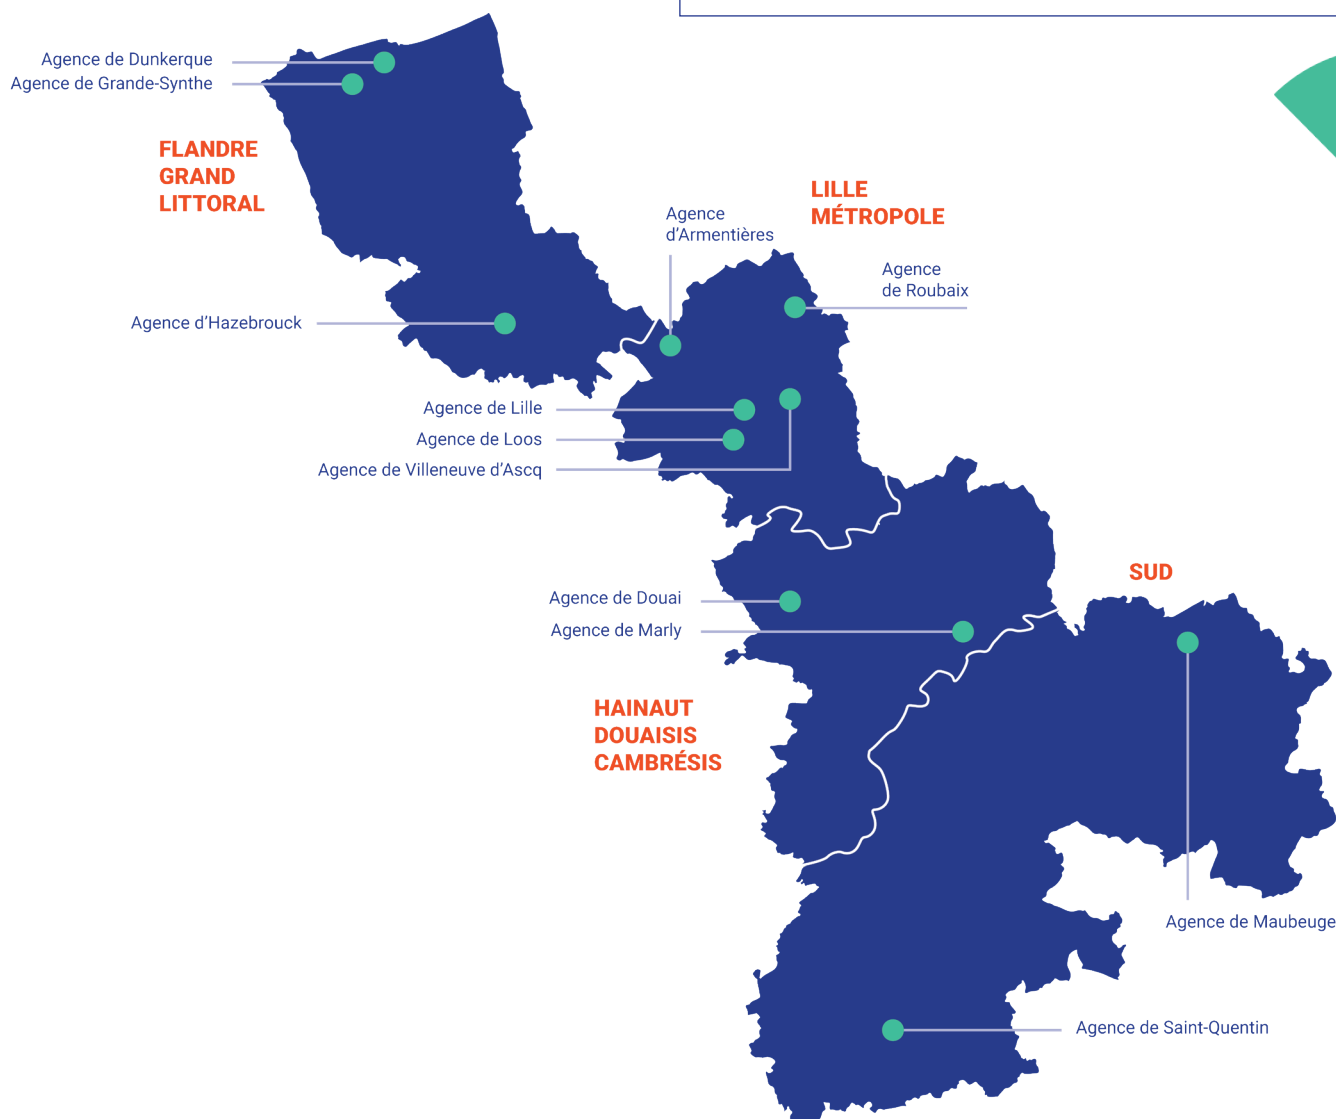 Agence de Dunkerque
Agence de Grande-Synthe
FLANDRE
GRAND
LITTORAL
LILLE
MÉTROPOLE
Agence
d'Armentières
Agence
de Roubaix
Agence d'Hazebrouck
Agence de Lille
Agence de Loos
Agence de Villeneuve d'Ascq
SUD
Agence de Douai
Agence de Marly
HAINAUT
DOUAISIS
CAMBRÉSIS
Agence de Maubeuge
Agence de Saint-Quentin